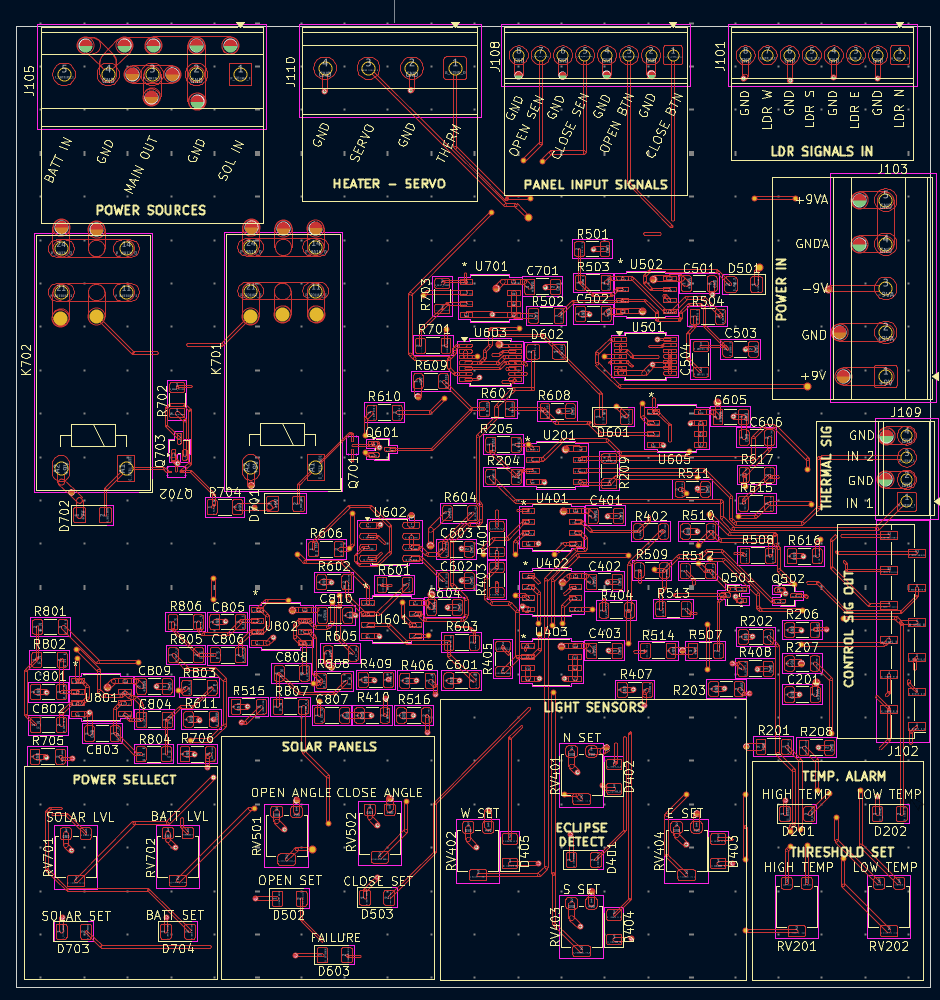 J105
J110
J108
J101
BATT IN
GND
MAIN OUT
GND
SOL IN
POWER SOURCES
GND
SERVO
GND
THERM
HEATER - SERVO
GND
OPEN SEN
GND
CLOSE SEN
GND
OPEN BTN
GND
CLOSE BTN
PANEL INPUT SIGNALS
GND
LDR W
GND
LDR S
GND
LDR E
GND
LDR N
LDR SIGNALS IN
J103
+9VA
GNDA
-9V
GND
+9V
POWER IN
K702
K701
R501
U701
C701
R503
U502
C501
D501
R703
R502
C502
R504
R701
U603
D602
U501
C504
C503
R609
R702
R610
R607
R608
D601
C605
C606
J109
GND
IN 2
GND
IN 1
THERMAL SIG
Q703
Q702
Q701
Q601
R205
R204
U201
R209
U605
R511
R617
R615
D702
R704
D701
U602
R604
R401
U401
C401
R402
R510
R606
C603
R508
R616
R602
R601
C602
R403
U402
C402
R509
R512
Q501
Q502
R801
R806
C805
C810
U802
U601
C604
R404
R513
R802
R805
C806
R605
R603
R405
U403
C403
R514
R507
R202
R206
R207
R408
C201
C801
U801
C809
R803
C808
R808
R409
R406
C601
R407
R203
C802
C804
R611
R515
R807
C807
R410
R516
R705
C803
R804
R706
R201
R208
CONTROL SIG OUT
J102
POWER SELLECT
SOLAR LVL
BATT LVL
RV701
RV702
SOLAR SET
BATT SET
D703
D704
SOLAR PANELS
OPEN ANGLE
CLOSE ANGLE
RV501
RV502
OPEN SET
CLOSE SET
D502
D503
FAILURE
D603
LIGHT SENSORS
N SET
RV401
D402
W SET
RV402
D405
ECLIPSE
DETECT
D401
E SET
RV404
D403
S SET
RV403
D404
TEMP. ALARM
HIGH TEMP
LOW TEMP
D201
D202
THRESHOLD SET
HIGH TEMP
LOW TEMP
RV201
RV202